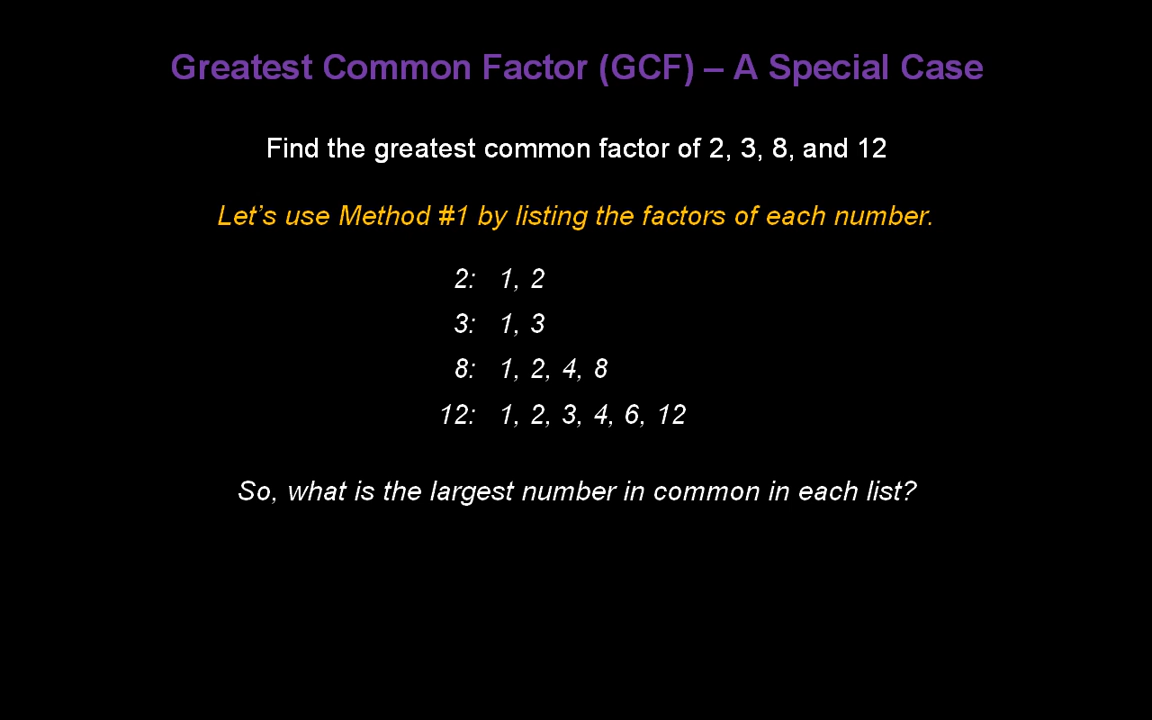 Greatest Common Factor (GCF) – A Special Case
Find the greatest common factor of 2, 3, 8, and 12
Let’s use Method #1 by listing the factors of each number.
2: 1, 2
3: 1, 3
8: 1, 2, 4, 8
12: 1, 2, 3, 4, 6, 12
So, what is the largest number in common in each list?